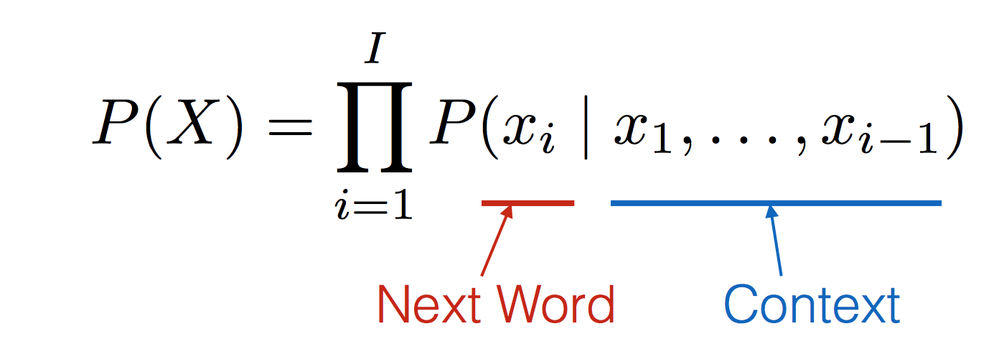 P(X) = ∏_{i=1}^{I} P(x_i | x_1, ..., x_{i-1})
Next Word Context